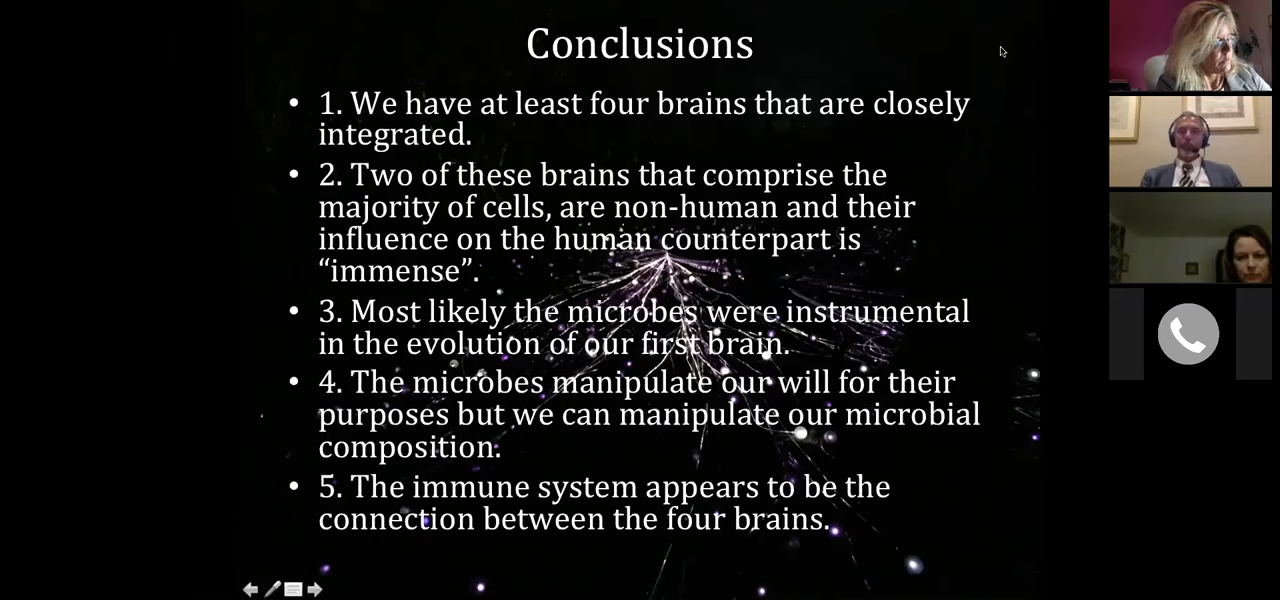 Conclusions
• 1. We have at least four brains that are closely
integrated.
• 2. Two of these brains that comprise the
majority of cells, are non-human and their
influence on the human counterpart is
“immense”.
• 3. Most likely the microbes were instrumental
in the evolution of our first brain.
• 4. The microbes manipulate our will for their
purposes but we can manipulate our microbial
composition.
• 5. The immune system appears to be the
connection between the four brains.